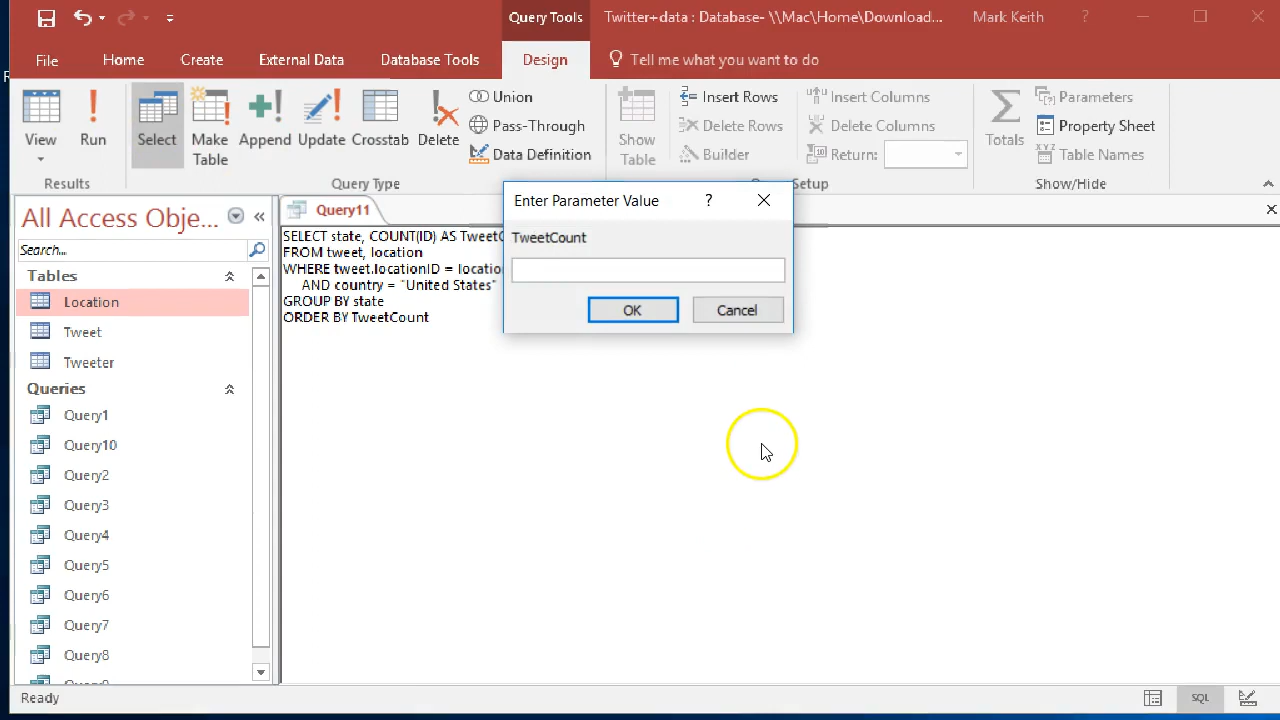 Query Tools
Twitter+data : Database- \\Mac\Home\Download...
Mark Keith
?
File
Home
Create
External Data
Database Tools
Design
Tell me what you want to do
View
Run
Select
Make Table
Append
Update
Crosstab
Delete
Union
Pass-Through
Data Definition
Show Table
Insert Rows
Delete Rows
Builder
Insert Columns
Delete Columns
Return:
Totals
Parameters
Property Sheet
Table Names
Results
Query Type
Setup
Show/Hide
All Access Obje...
Search...
Tables
Location
Tweet
Tweeter
Queries
Query1
Query10
Query2
Query3
Query4
Query5
Query6
Query7
Query8
Query11
SELECT state, COUNT(ID) AS TweetC
FROM tweet, location
WHERE tweet.locationID = locatio
AND country = "United States"
GROUP BY state
ORDER BY TweetCount
Enter Parameter Value
?
TweetCount
OK
Cancel
Ready
SQL